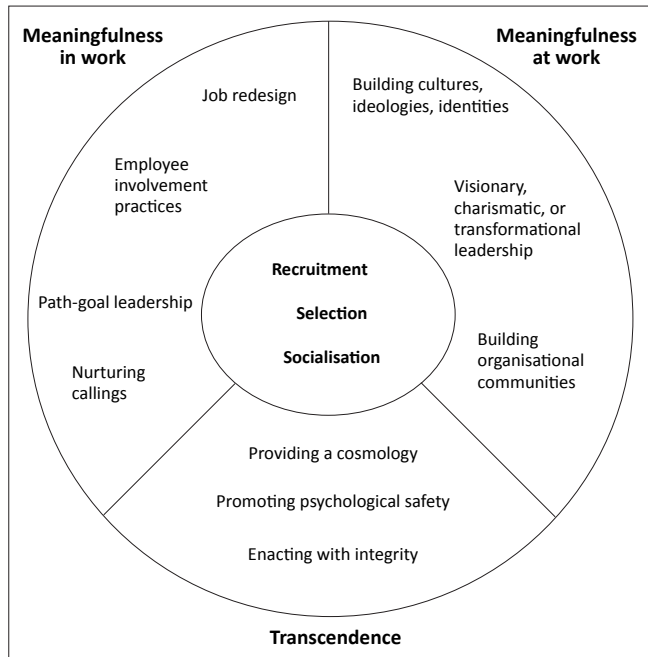 Meaningfulness
in work
Meaningfulness
at work
Job redesign
Employee
involvement
practices
Path-goal leadership
Nurturing
callings
Building cultures,
ideologies, identities
Visionary,
charismatic, or
transformational
leadership
Building
organisational
communities
Recruitment
Selection
Socialisation
Providing a cosmology
Promoting psychological safety
Enacting with integrity
Transcendence